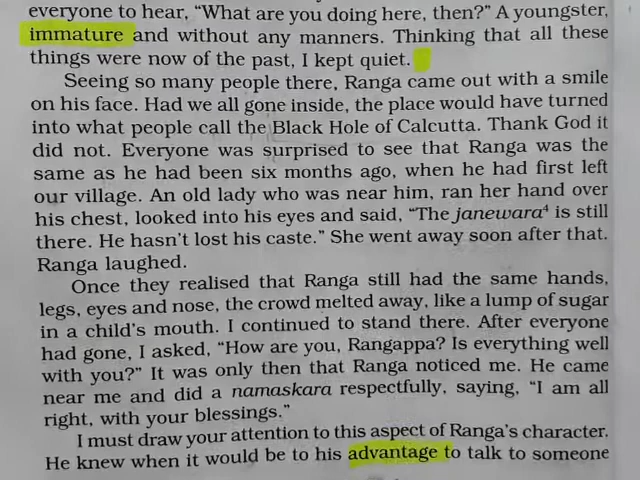 everyone to hear, “What are you doing here, then?” A youngster,
immature and without any manners. Thinking that all these
things were now of the past, I kept quiet.
Seeing so many people there, Ranga came out with a smile
on his face. Had we all gone inside, the place would have turned
into what people call the Black Hole of Calcutta. Thank God it
did not. Everyone was surprised to see that Ranga was the
same as he had been six months ago, when he had first left
our village. An old lady who was near him, ran her hand over
his chest, looked into his eyes and said, “The janewara⁴ is still
there. He hasn’t lost his caste.” She went away soon after that.
Ranga laughed.
Once they realised that Ranga still had the same hands,
legs, eyes and nose, the crowd melted away, like a lump of sugar
in a child’s mouth. I continued to stand there. After everyone
had gone, I asked, “How are you, Rangappa? Is everything well
with you?” It was only then that Ranga noticed me. He came
near me and did a namaskara respectfully, saying, “I am all
right, with your blessings.”
I must draw your attention to this aspect of Ranga’s character.
He knew when it would be to his advantage to talk to someone